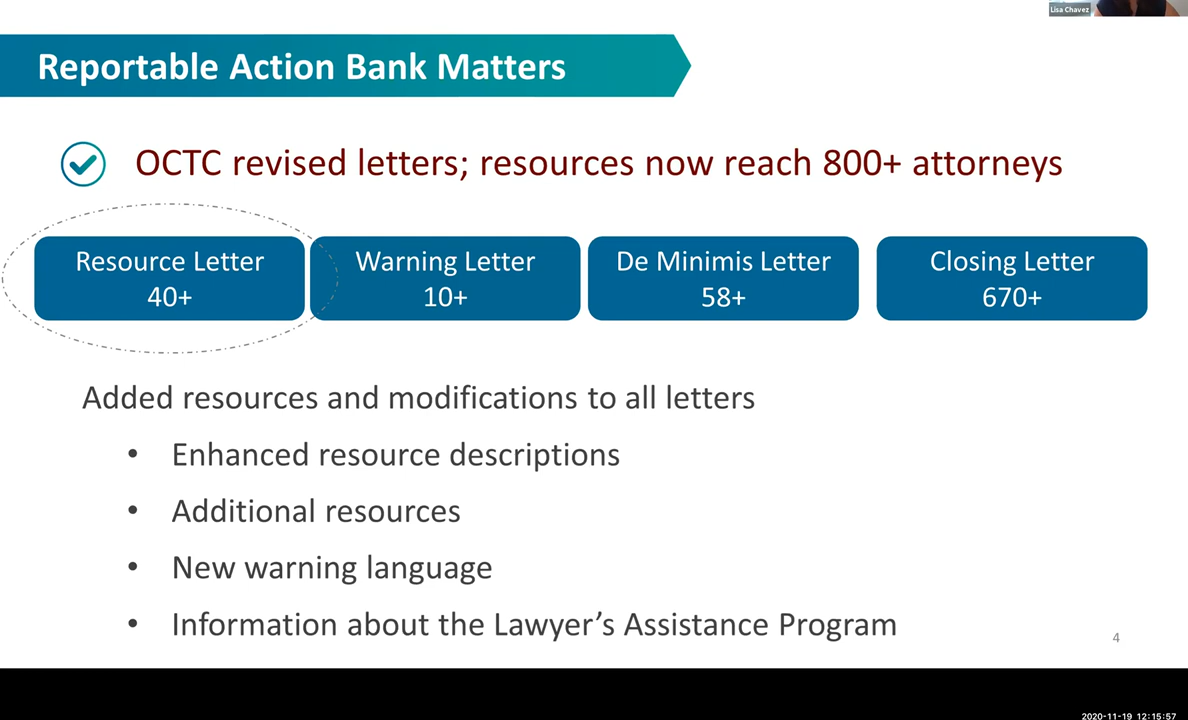 Lisa Chavez
Reportable Action Bank Matters
OCTC revised letters; resources now reach 800+ attorneys
Resource Letter
40+
Warning Letter
10+
De Minimis Letter
58+
Closing Letter
670+
Added resources and modifications to all letters
• Enhanced resource descriptions
• Additional resources
• New warning language
• Information about the Lawyer’s Assistance Program
4
2020-11-19 12:15:57